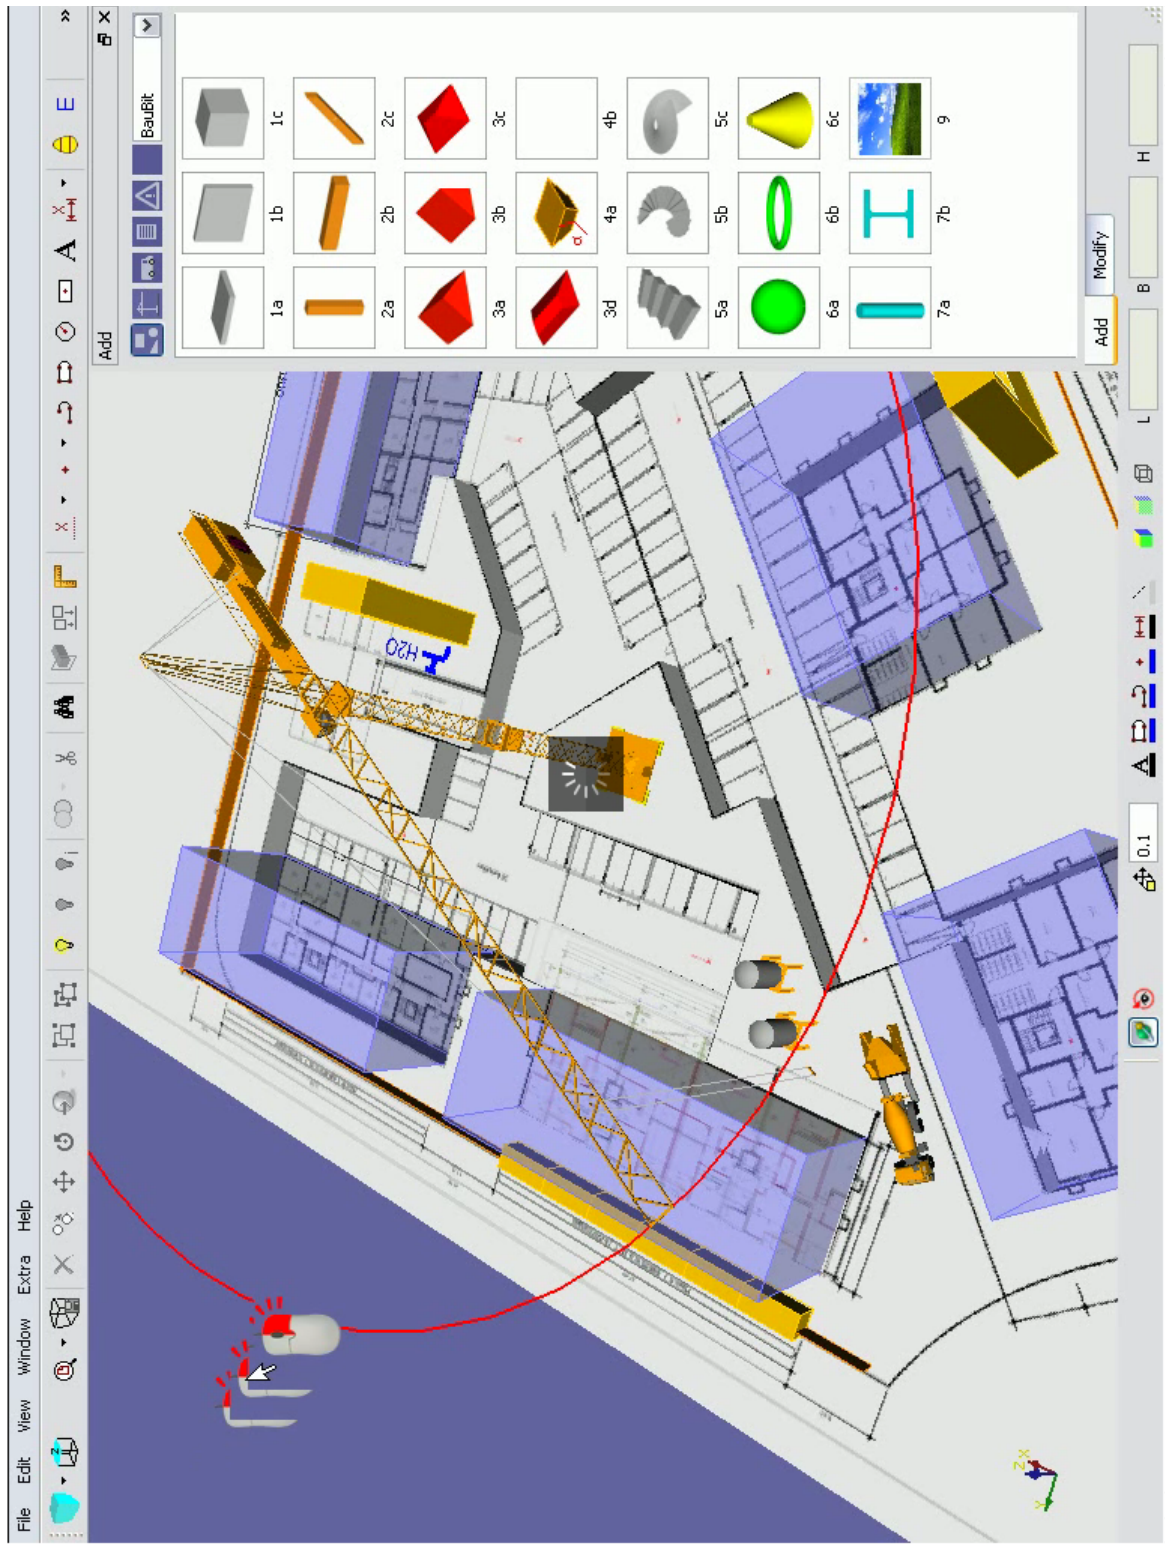 File Edit View Window Extra Help
»
E
A
Add
BauBit
1a 1b 1c
2a 2b 2c
3a 3b 3c
α
3d 4a 4b
5a 5b 5c
6a 6b 6c
7a 7b 9
Add Modify
H2O
Z X
Y
A
0.1
L B H